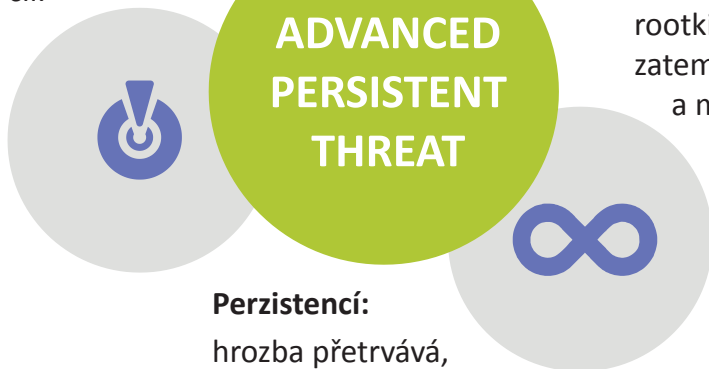 ADVANCED
PERSISTENT
THREAT
a
Perzistencí:
hrozba přetrvává,